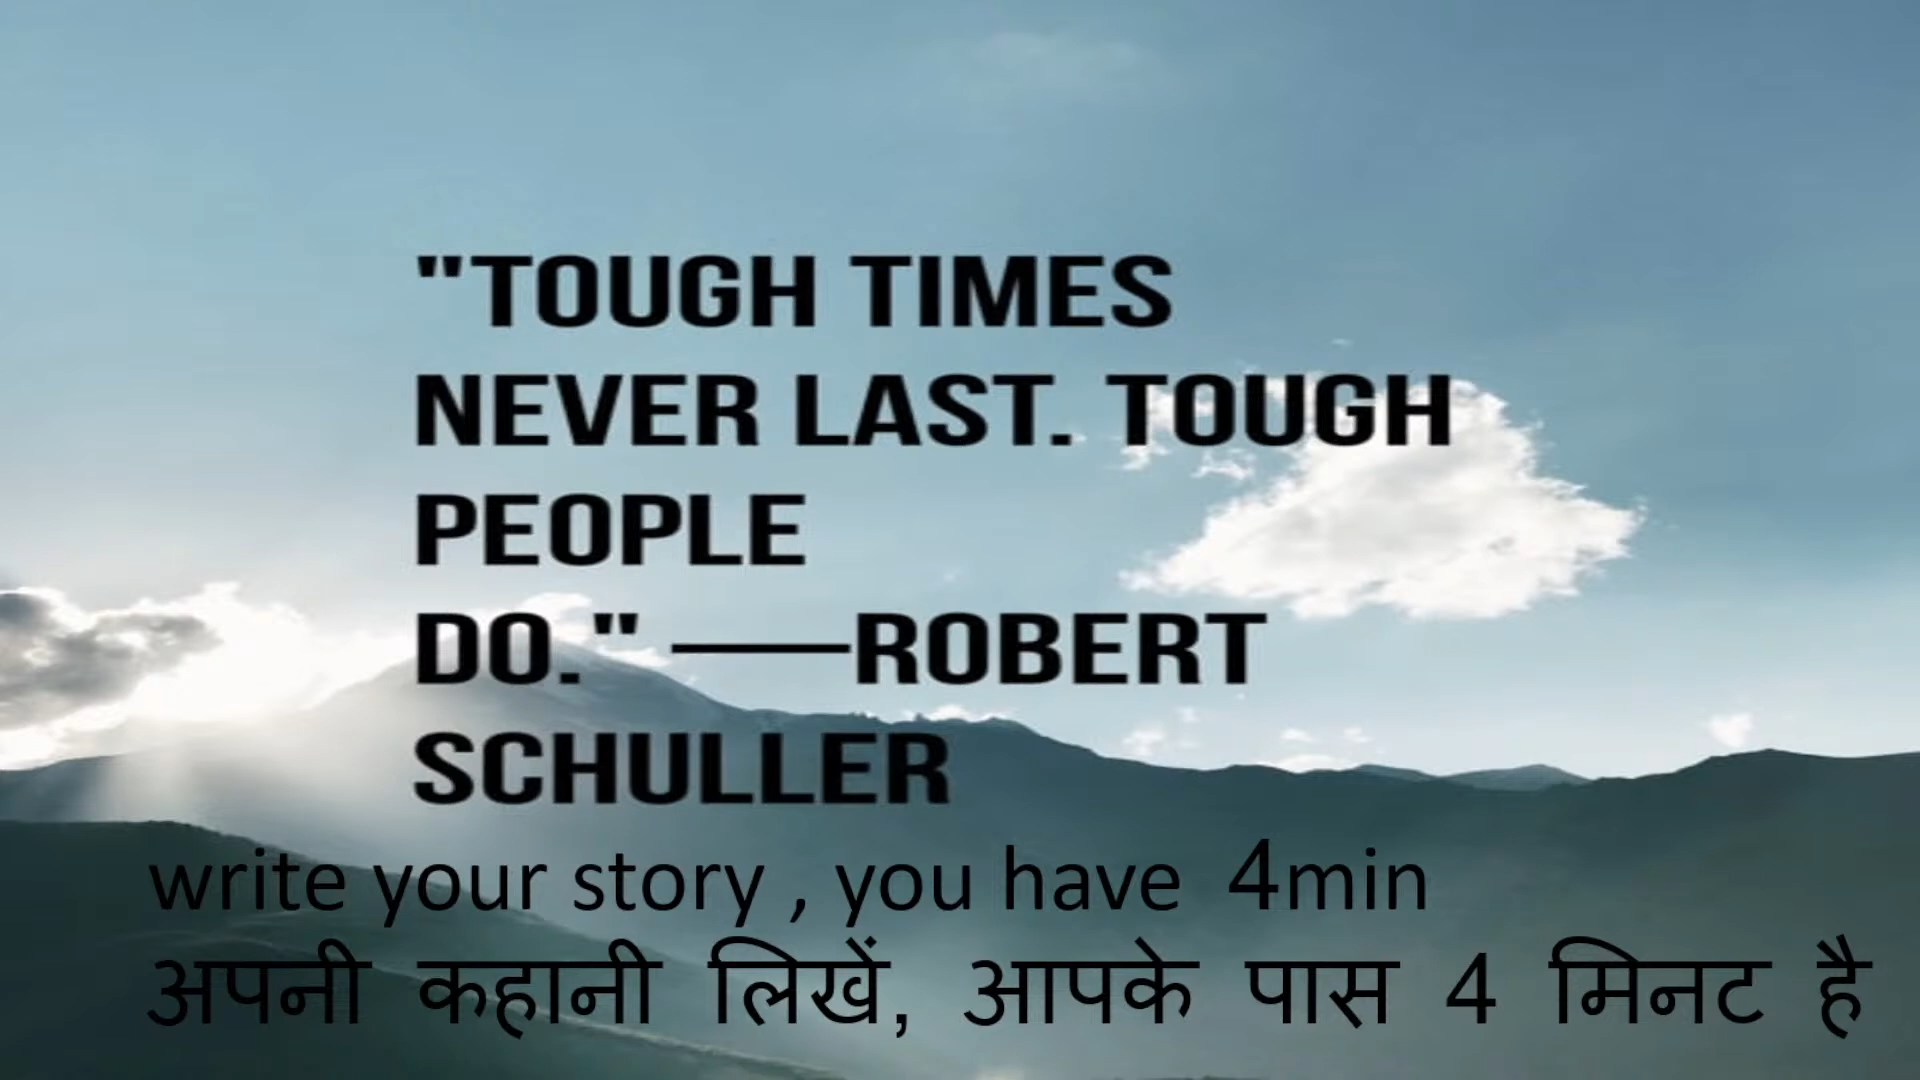 "TOUGH TIMES
NEVER LAST. TOUGH
PEOPLE
DO." —ROBERT
SCHULLER
write your story , you have 4min
अपनी कहानी लिखें, आपके पास 4 मिनट है